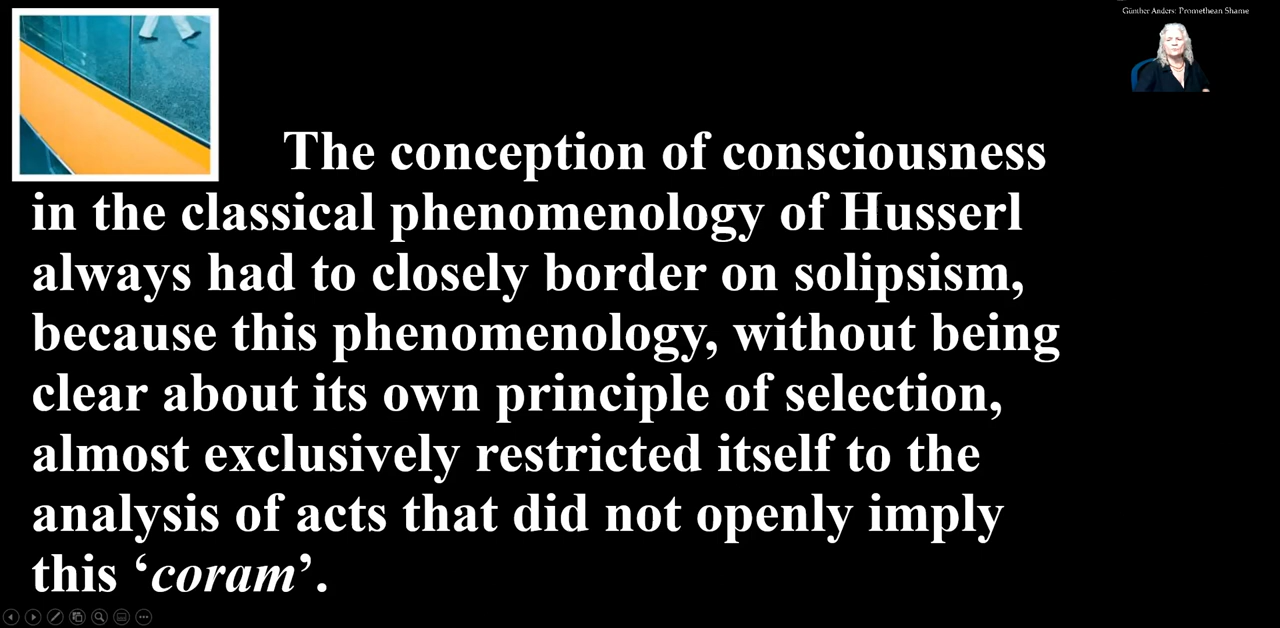 Günther Anders: Promethean Shame
The conception of consciousness
in the classical phenomenology of Husserl
always had to closely border on solipsism,
because this phenomenology, without being
clear about its own principle of selection,
almost exclusively restricted itself to the
analysis of acts that did not openly imply
this ‘coram’.